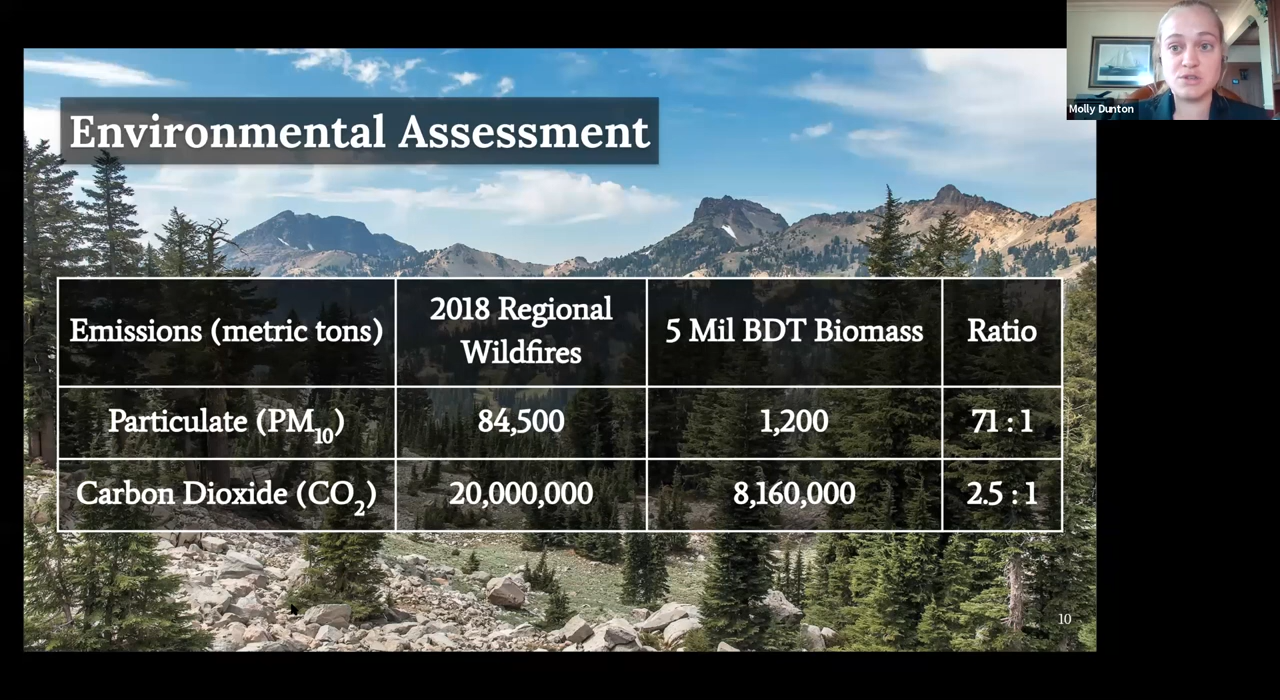 Environmental Assessment
Molly Dunton
Emissions (metric tons)
2018 Regional
Wildfires
5 Mil BDT Biomass
Ratio
Particulate (PM10)
84,500
1,200
71 : 1
Carbon Dioxide (CO2)
20,000,000
8,160,000
2.5 : 1
10